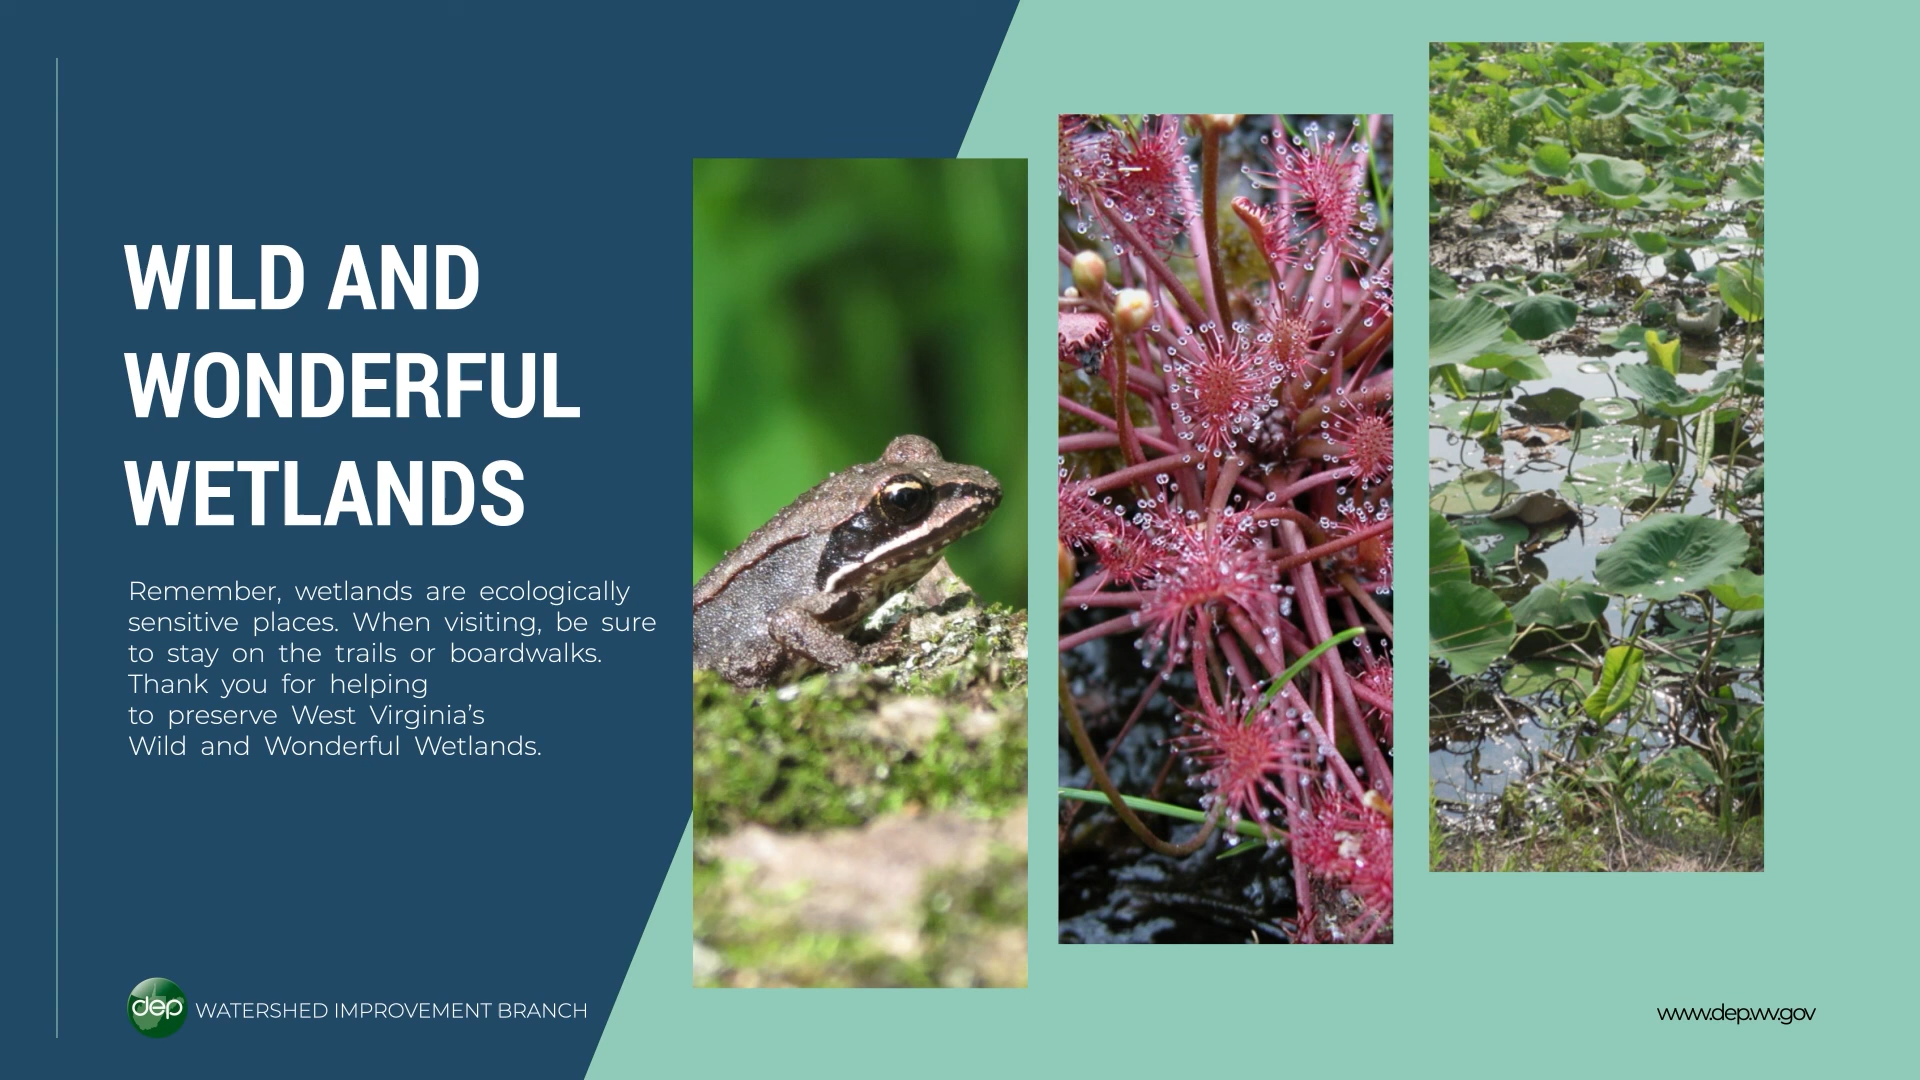 WILD AND
WONDERFUL
WETLANDS
Remember, wetlands are ecologically
sensitive places. When visiting, be sure
to stay on the trails or boardwalks.
Thank you for helping
to preserve West Virginia’s
Wild and Wonderful Wetlands.
dep WATERSHED IMPROVEMENT BRANCH
www.dep.wv.gov